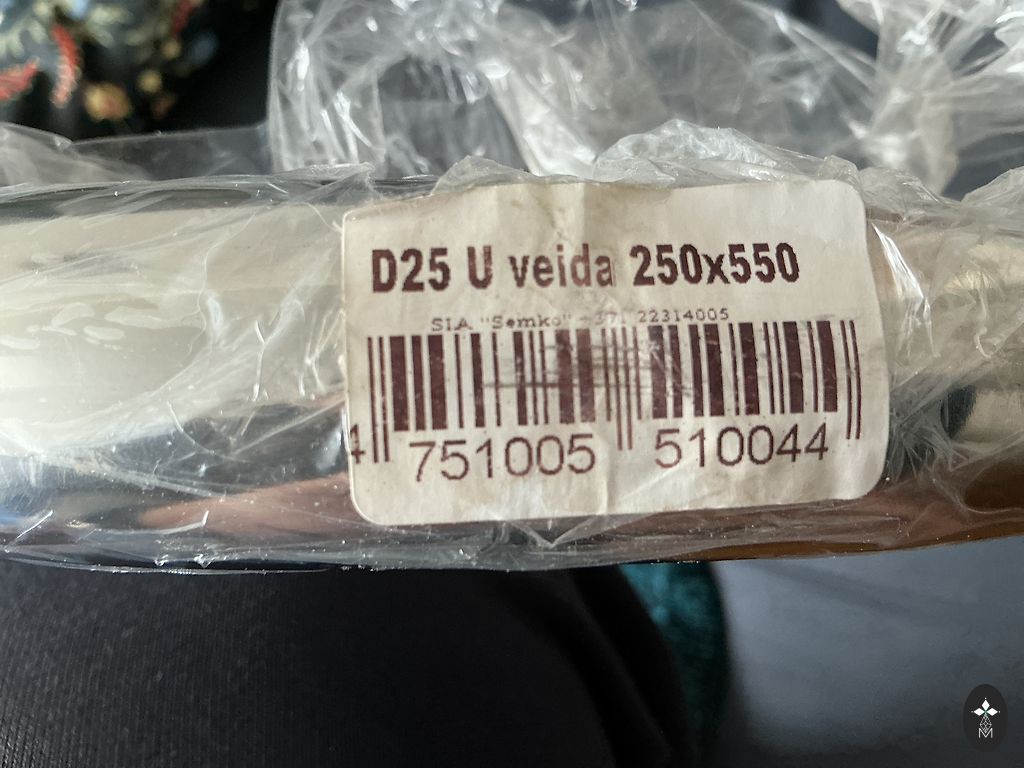 D25 U veida 250x550
SIA "Semko" +371 22314005
4 751005 510044
M